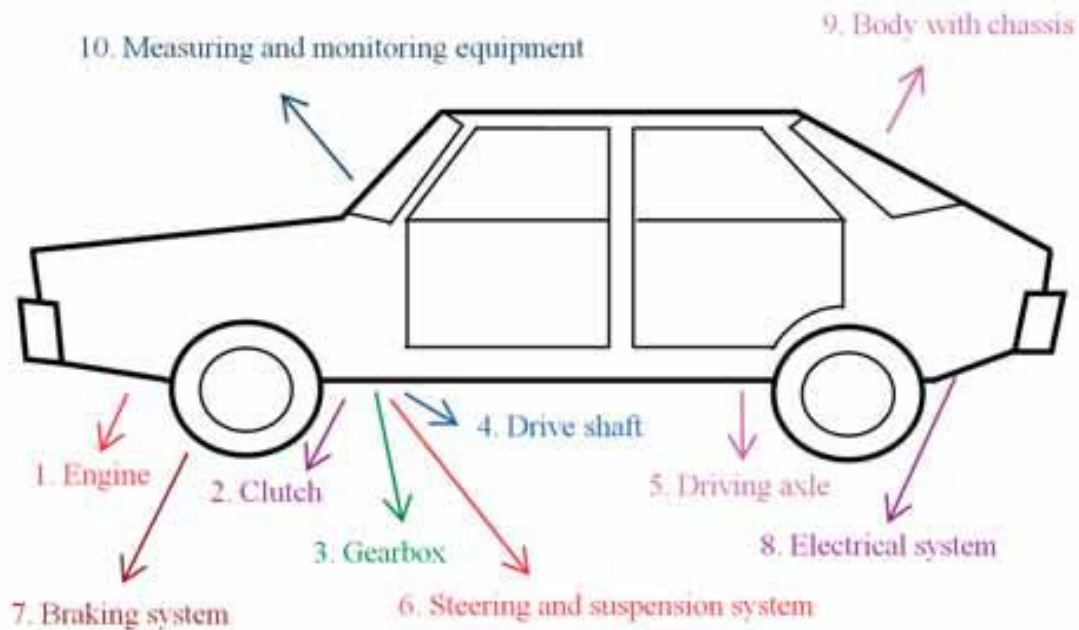 9. Body with chassis
10. Measuring and monitoring equipment
4. Drive shaft
1. Engine
2. Clutch
5. Driving axle
3. Gearbox
8. Electrical system
7. Braking system
6. Steering and suspension system